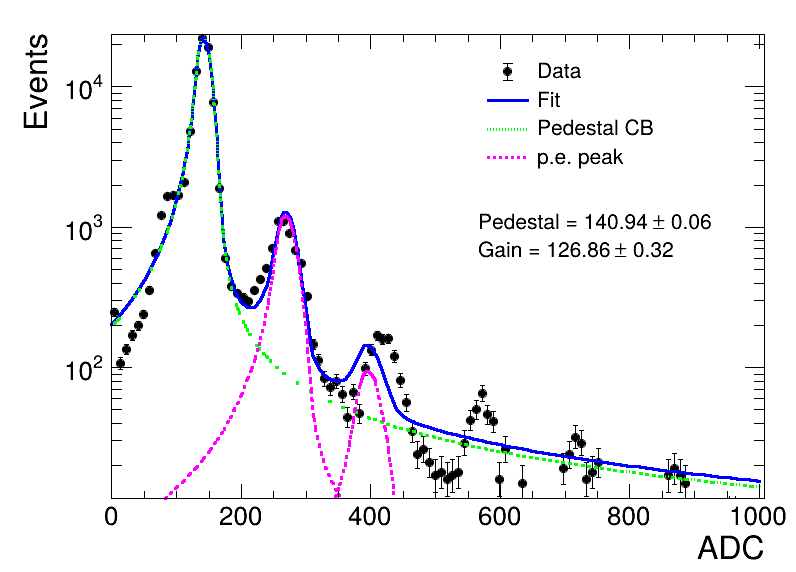 Events
10^4
10^3
10^2
Data
Fit
Pedestal CB
p.e. peak
Pedestal = 140.94 ± 0.06
Gain = 126.86 ± 0.32
0 200 400 600 800 1000
ADC